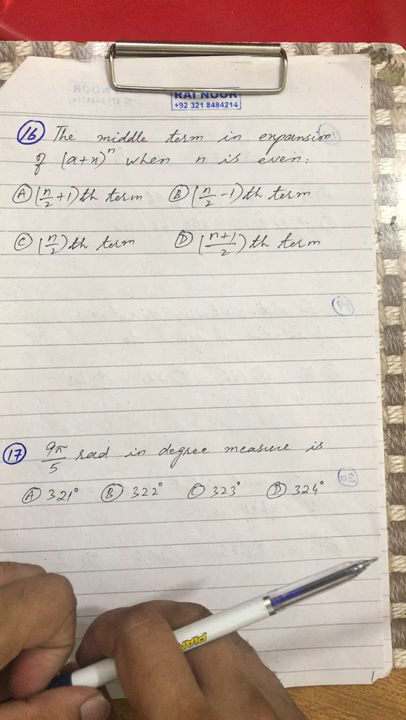 RAI NOOR
+92 321 8484214
16 The middle term in expansion
of (a+x)^n when n is even:
A (n/2 +1)th term B (n/2 -1)th term
C (n/2)th term D (n+1/2)th term
17 9π/5 rad in degree measure is
A 321° B 322° C 323° D 324°